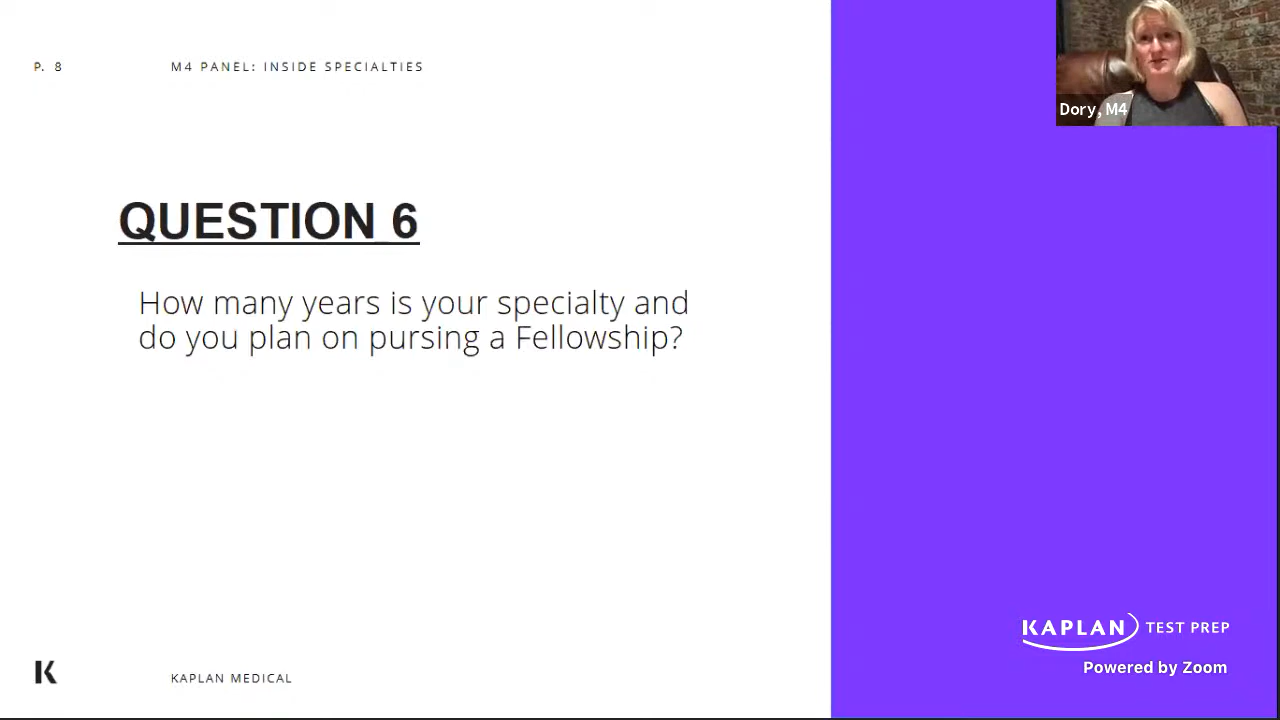 P. 8
M4 PANEL: INSIDE SPECIALTIES
Dory, M4
QUESTION 6
How many years is your specialty and
do you plan on pursing a Fellowship?
KAPLAN TEST PREP
Powered by Zoom
K
KAPLAN MEDICAL